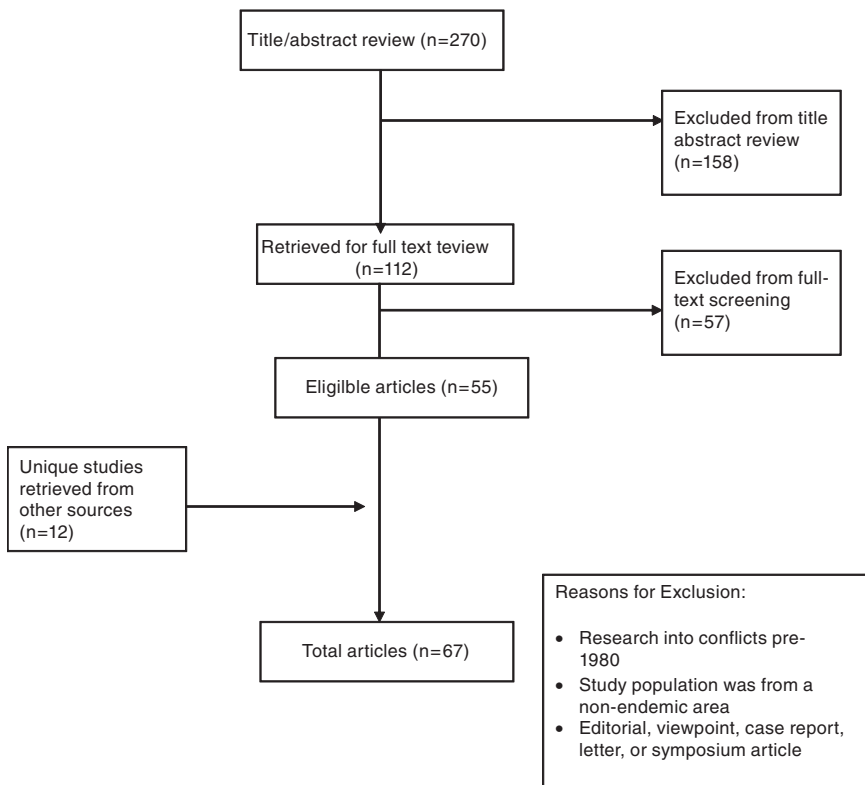 Title/abstract review (n=270)
Excluded from title
abstract review
(n=158)
Retrieved for full text teview
(n=112)
Excluded from full-
text screening
(n=57)
Eligilble articles (n=55)
Unique studies
retrieved from
other sources
(n=12)
Total articles (n=67)
Reasons for Exclusion:
• Research into conflicts pre-
1980
• Study population was from a
non-endemic area
• Editorial, viewpoint, case report,
letter, or symposium article